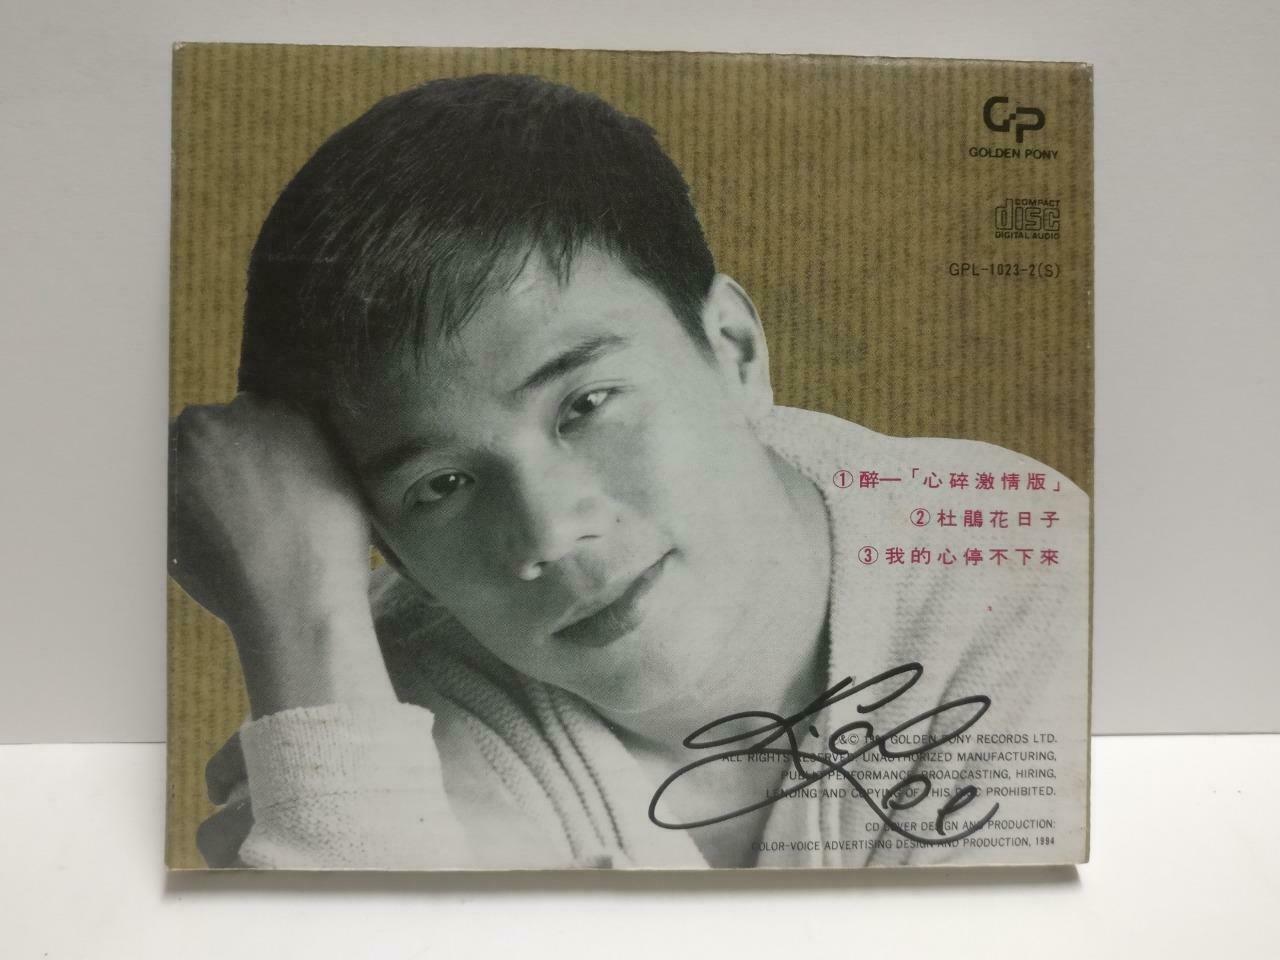 GP
GOLDEN PONY
COMPACT
disc
DIGITAL AUDIO
GPL-1023-2(S)
①醉—「心碎激情版」
②杜鵑花日子
③我的心停不下來
&© GOLDEN PONY RECORDS LTD.
ALL RIGHTS RESERVED. UNAUTHORIZED MANUFACTURING,
PUBLIC PERFORMANCE, BROADCASTING, HIRING,
LENDING AND COPYING OF THIS DISC PROHIBITED.
CD COVER DESIGN AND PRODUCTION:
COLOR-VOICE ADVERTISING DESIGN AND PRODUCTION, 1994